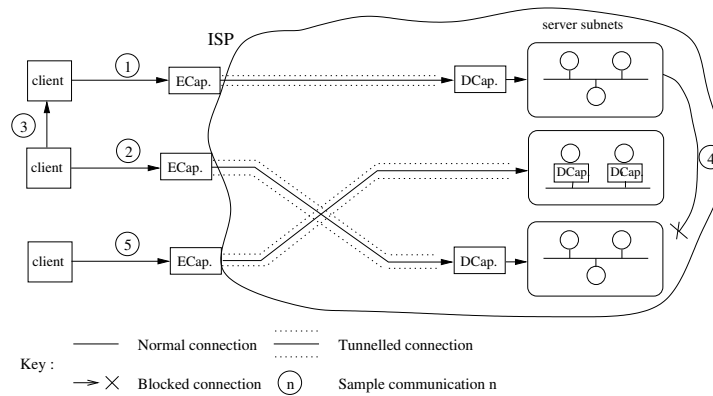 server subnets
ISP
1
client
ECap.
DCap.
3
2
4
client
ECap.
DCap.
DCap.
5
client
ECap.
DCap.
Normal connection
Tunnelled connection
Key :
Blocked connection
n
Sample communication n